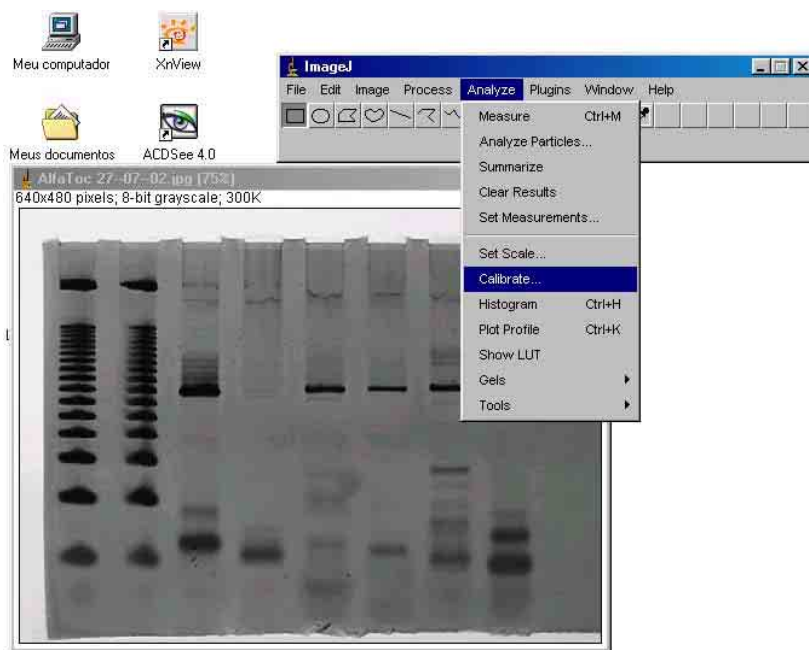 Meu computador
XnView
Meus documentos
ACDSee 4.0
ImageJ
File Edit Image Process Analyze Plugins Window Help
Measure Ctrl+M
Analyze Particles...
Summarize
Clear Results
Set Measurements...
Set Scale...
Calibrate...
Histogram Ctrl+H
Plot Profile Ctrl+K
Show LUT
Gels
Tools
AlfaToc 27-07-02.jpg (75%)
640x480 pixels; 8-bit grayscale; 300K